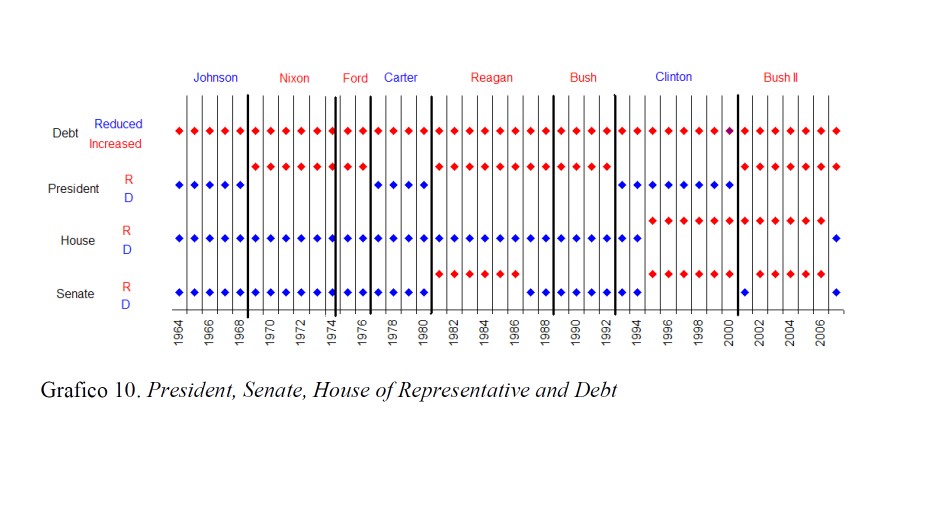 Johnson Nixon Ford Carter Reagan Bush Clinton Bush II
Debt Reduced
Increased
President R
D
House R
D
Senate R
D
1964 1966 1968 1970 1972 1974 1976 1978 1980 1982 1984 1986 1988 1990 1992 1994 1996 1998 2000 2002 2004 2006
Grafico 10. President, Senate, House of Representative and Debt